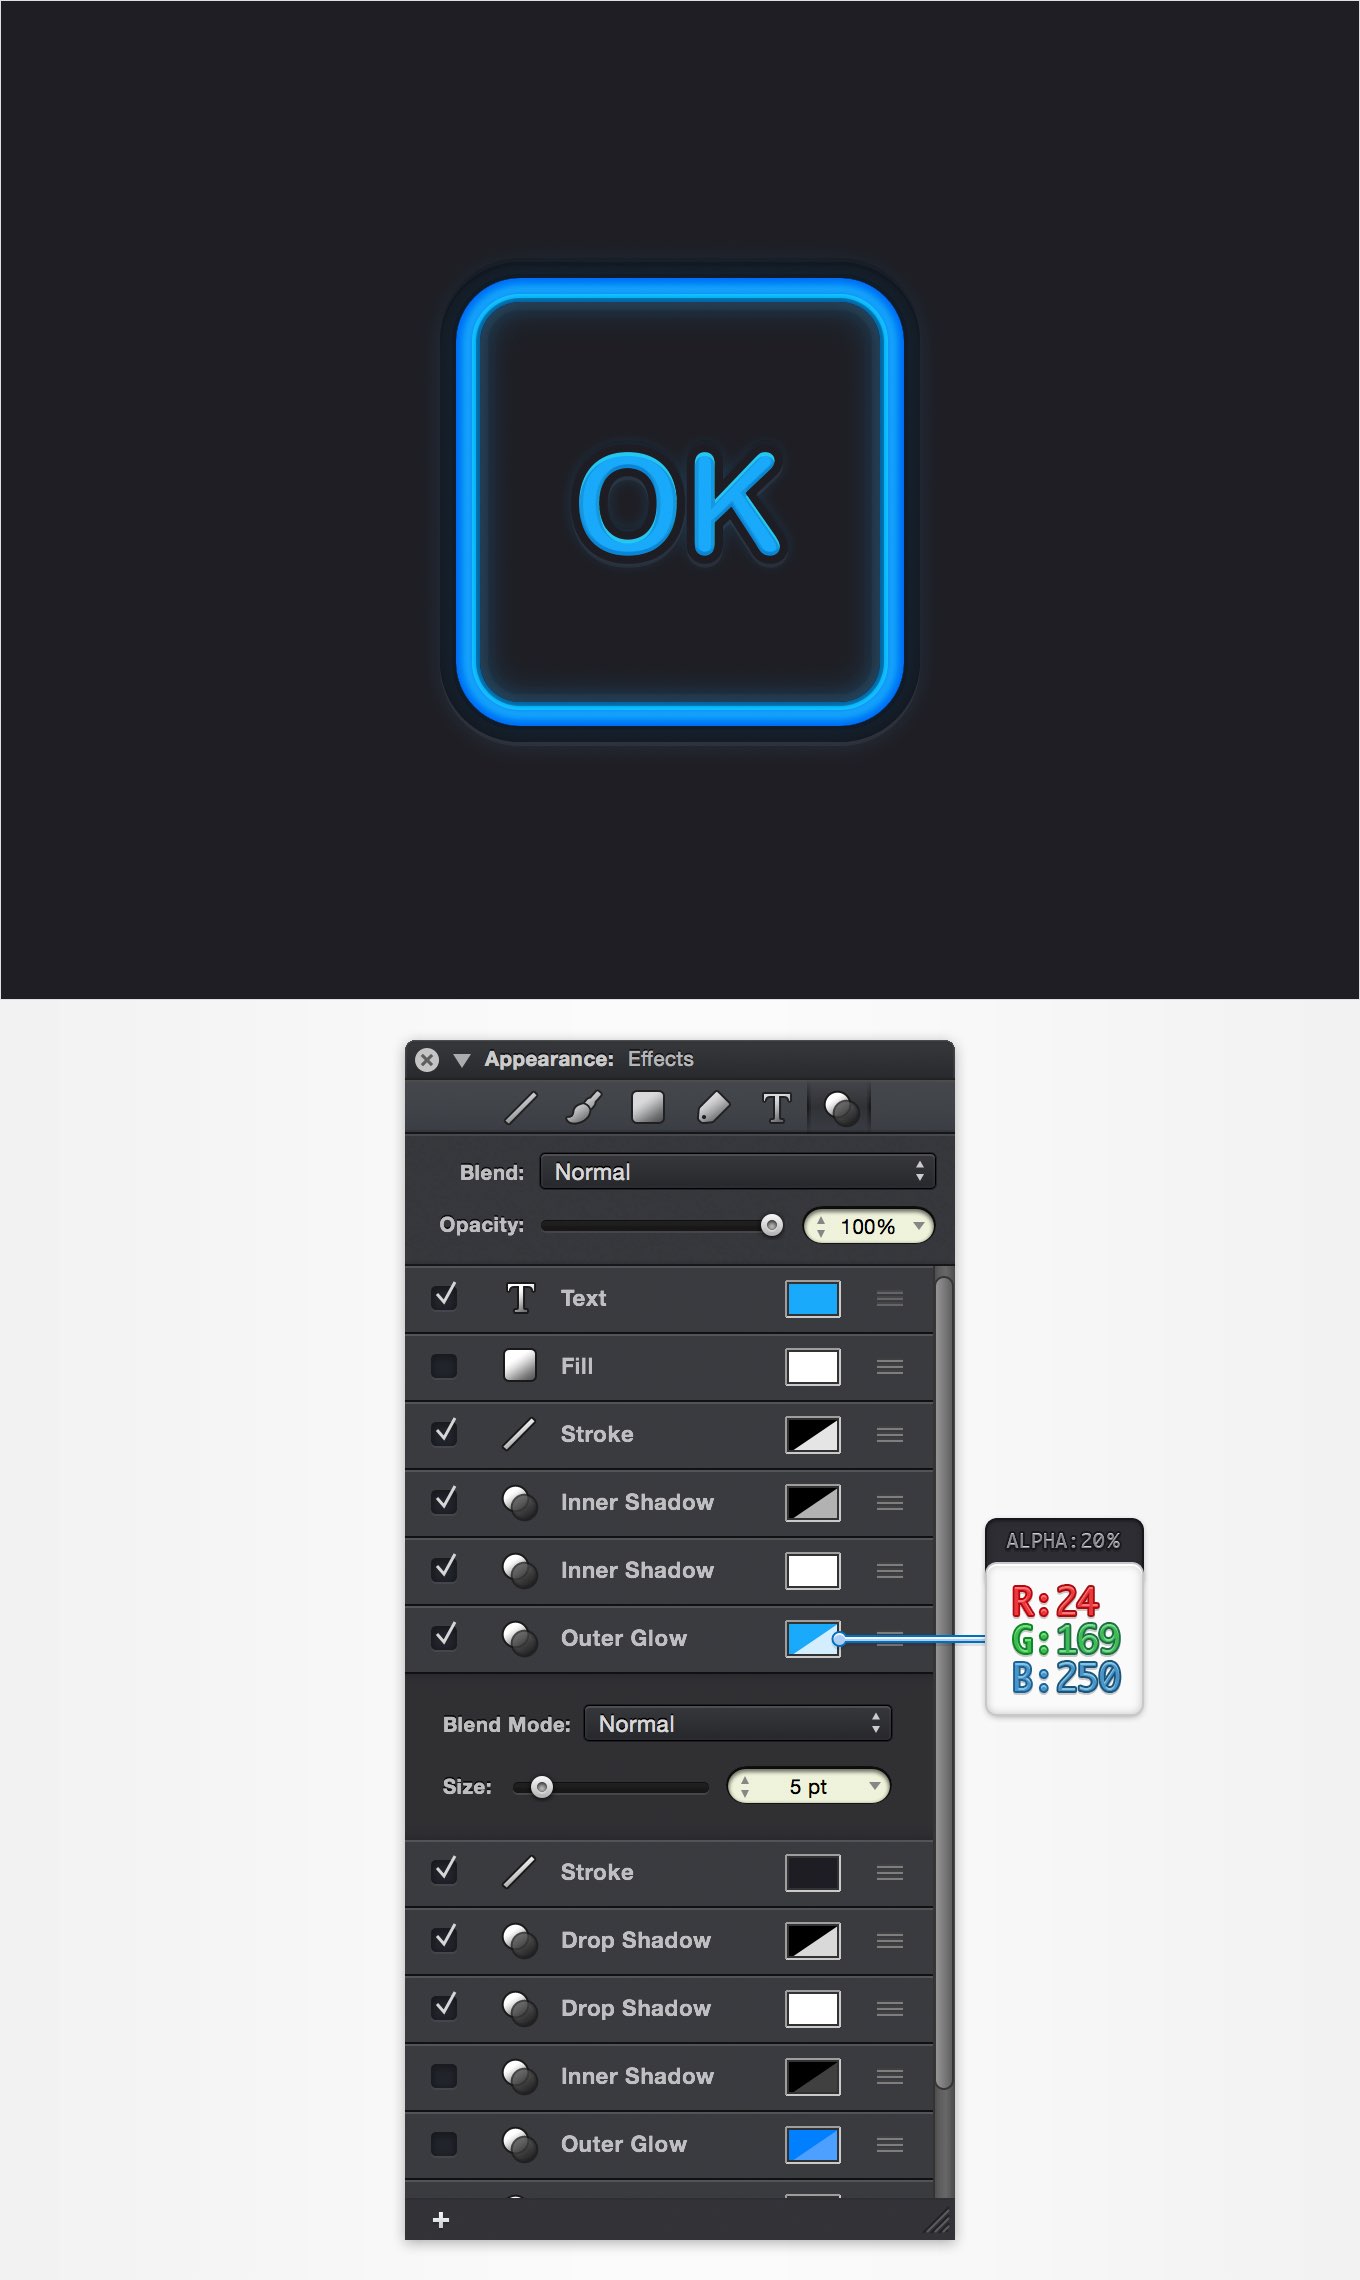 OK
Appearance: Effects
T
Blend: Normal
Opacity: 100%
T Text
Fill
Stroke
Inner Shadow
Inner Shadow
Outer Glow
ALPHA:20%
R:24
G:169
B:250
Blend Mode: Normal
Size: 5 pt
Stroke
Drop Shadow
Drop Shadow
Inner Shadow
Outer Glow
+